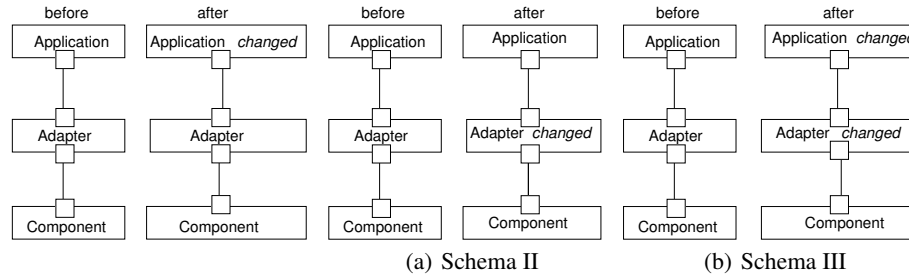 before after before after before after
Application Application changed Application Application Application Application changed
Adapter Adapter Adapter Adapter changed Adapter Adapter changed
Component Component Component Component Component Component
(a) Schema II (b) Schema III